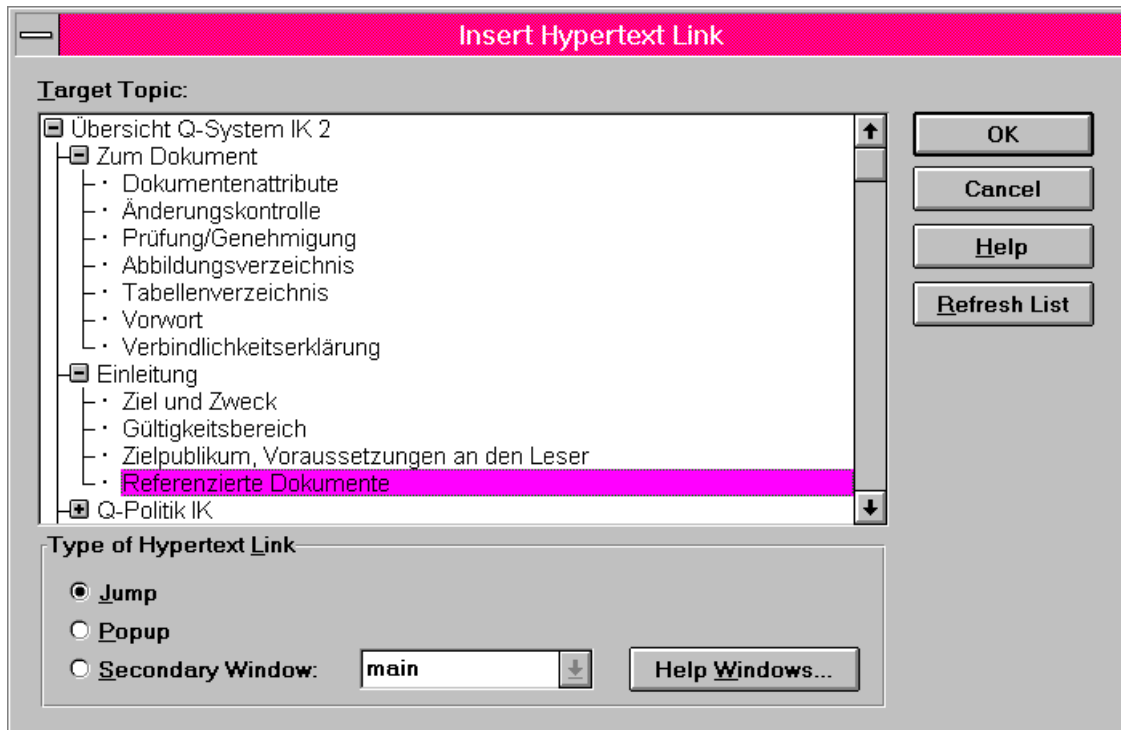 Insert Hypertext Link
Target Topic:
Übersicht Q-System IK 2
Zum Dokument
Dokumentenattribute
Änderungskontrolle
Prüfung/Genehmigung
Abbildungsverzeichnis
Tabellenverzeichnis
Vorwort
Verbindlichkeitserklärung
Einleitung
Ziel und Zweck
Gültigkeitsbereich
Zielpublikum, Voraussetzungen an den Leser
Referenzierte Dokumente
Q-Politik IK
OK
Cancel
Help
Refresh List
Type of Hypertext Link
Jump
Popup
Secondary Window: main Help Windows...